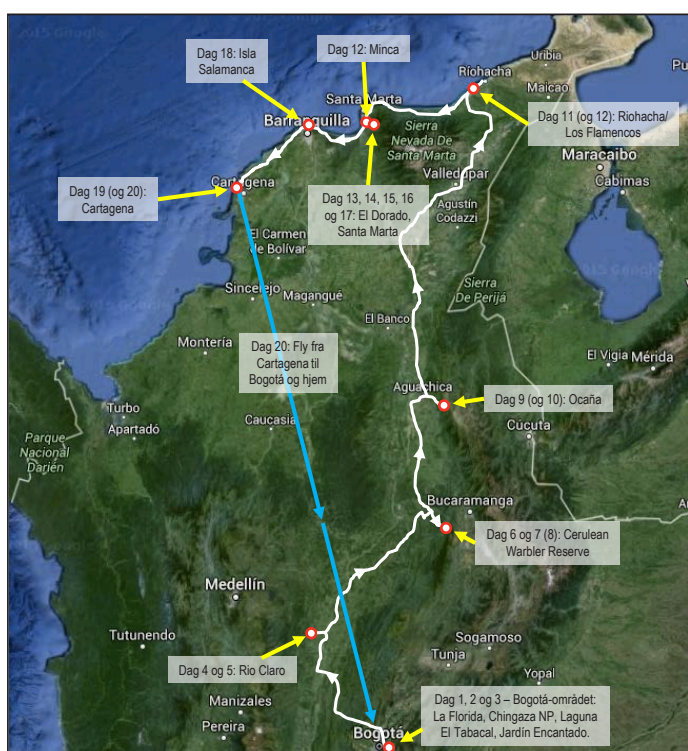 2015 Google
Dag 18: Isla
Salamanca
Dag 12: Minca
Uribia
Ríohacha
Maicao
Santa Marta
Barranquilla
Sierra
Nevada De
Santa Marta
Dag 11 (og 12): Riohacha/
Los Flamencos
Maracaibo
Cabimas
Valledupar
Cartagena
Dag 19 (og 20):
Cartagena
Dag 13, 14, 15, 16
og 17: El Dorado,
Santa Marta
Agustín
Codazzi
El Carmen
de Bolívar
Sierra
De Perijá
Sincelejo
Magangué
El Banco
Montería
Dag 20: Fly fra
Cartagena til
Bogotá og hjem
El Vigia
Mérida
Aguachica
Dag 9 (og 10): Ocaña
Turbo
Apartadó
Caucasia
Cúcuta
Parque
Nacional
Darién
Bucaramanga
Dag 6 og 7 (8): Cerulean
Warbler Reserve
Medellín
Tutunendo
Sogamoso
Tunja
Dag 4 og 5: Rio Claro
Yopal
Manizales
Pereira
Bogotá
Dag 1, 2 og 3 – Bogotá-området:
La Florida, Chingaza NP, Laguna
El Tabacal, Jardín Encantado.